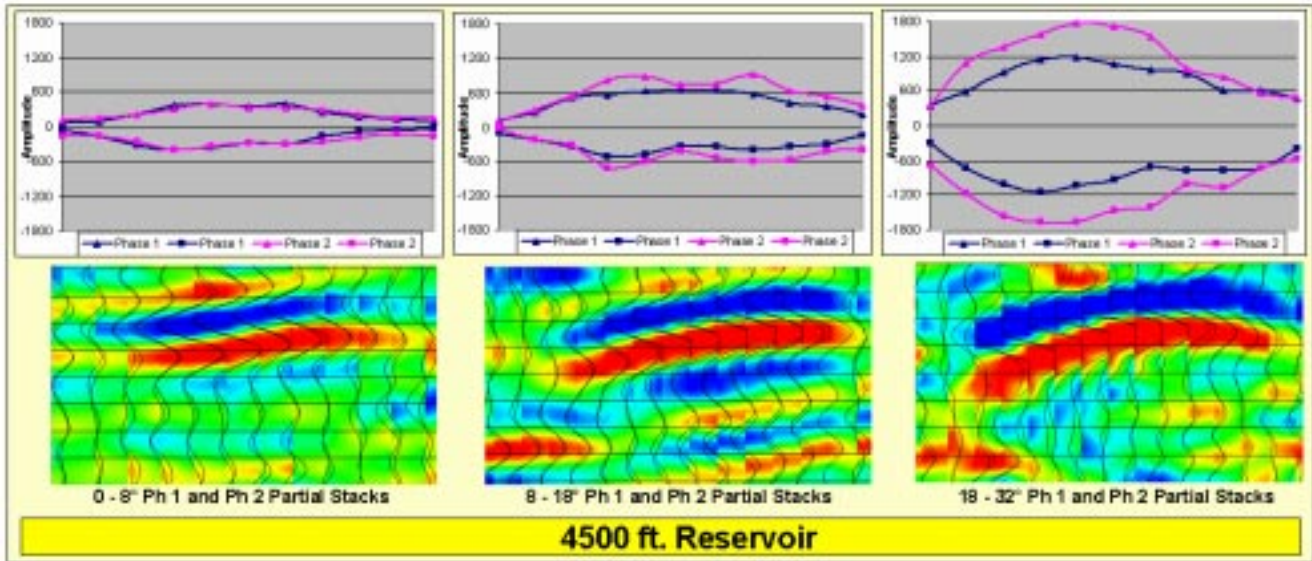 1800
1200
600
0
-600
-1200
-1800
Amplitude
Phase 1 Phase 1 Phase 2 Phase 2
1800
1200
600
0
-600
-1200
-1800
Amplitude
Phase 1 Phase 1 Phase 2 Phase 2
1800
1200
600
0
-600
-1200
-1800
Amplitude
Phase 1 Phase 1 Phase 2 Phase 2
0 - 8° Ph 1 and Ph 2 Partial Stacks
8 - 18° Ph 1 and Ph 2 Partial Stacks
18 - 32° Ph 1 and Ph 2 Partial Stacks
4500 ft. Reservoir